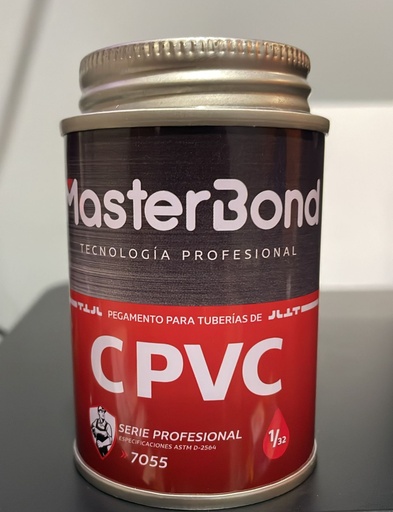 MasterBond
TECNOLOGÍA PROFESIONAL
PEGAMENTO PARA TUBERÍAS DE
CPVC
SERIE PROFESIONAL
ESPECIFICACIONES ASTM D-2564
» 7055
1/32